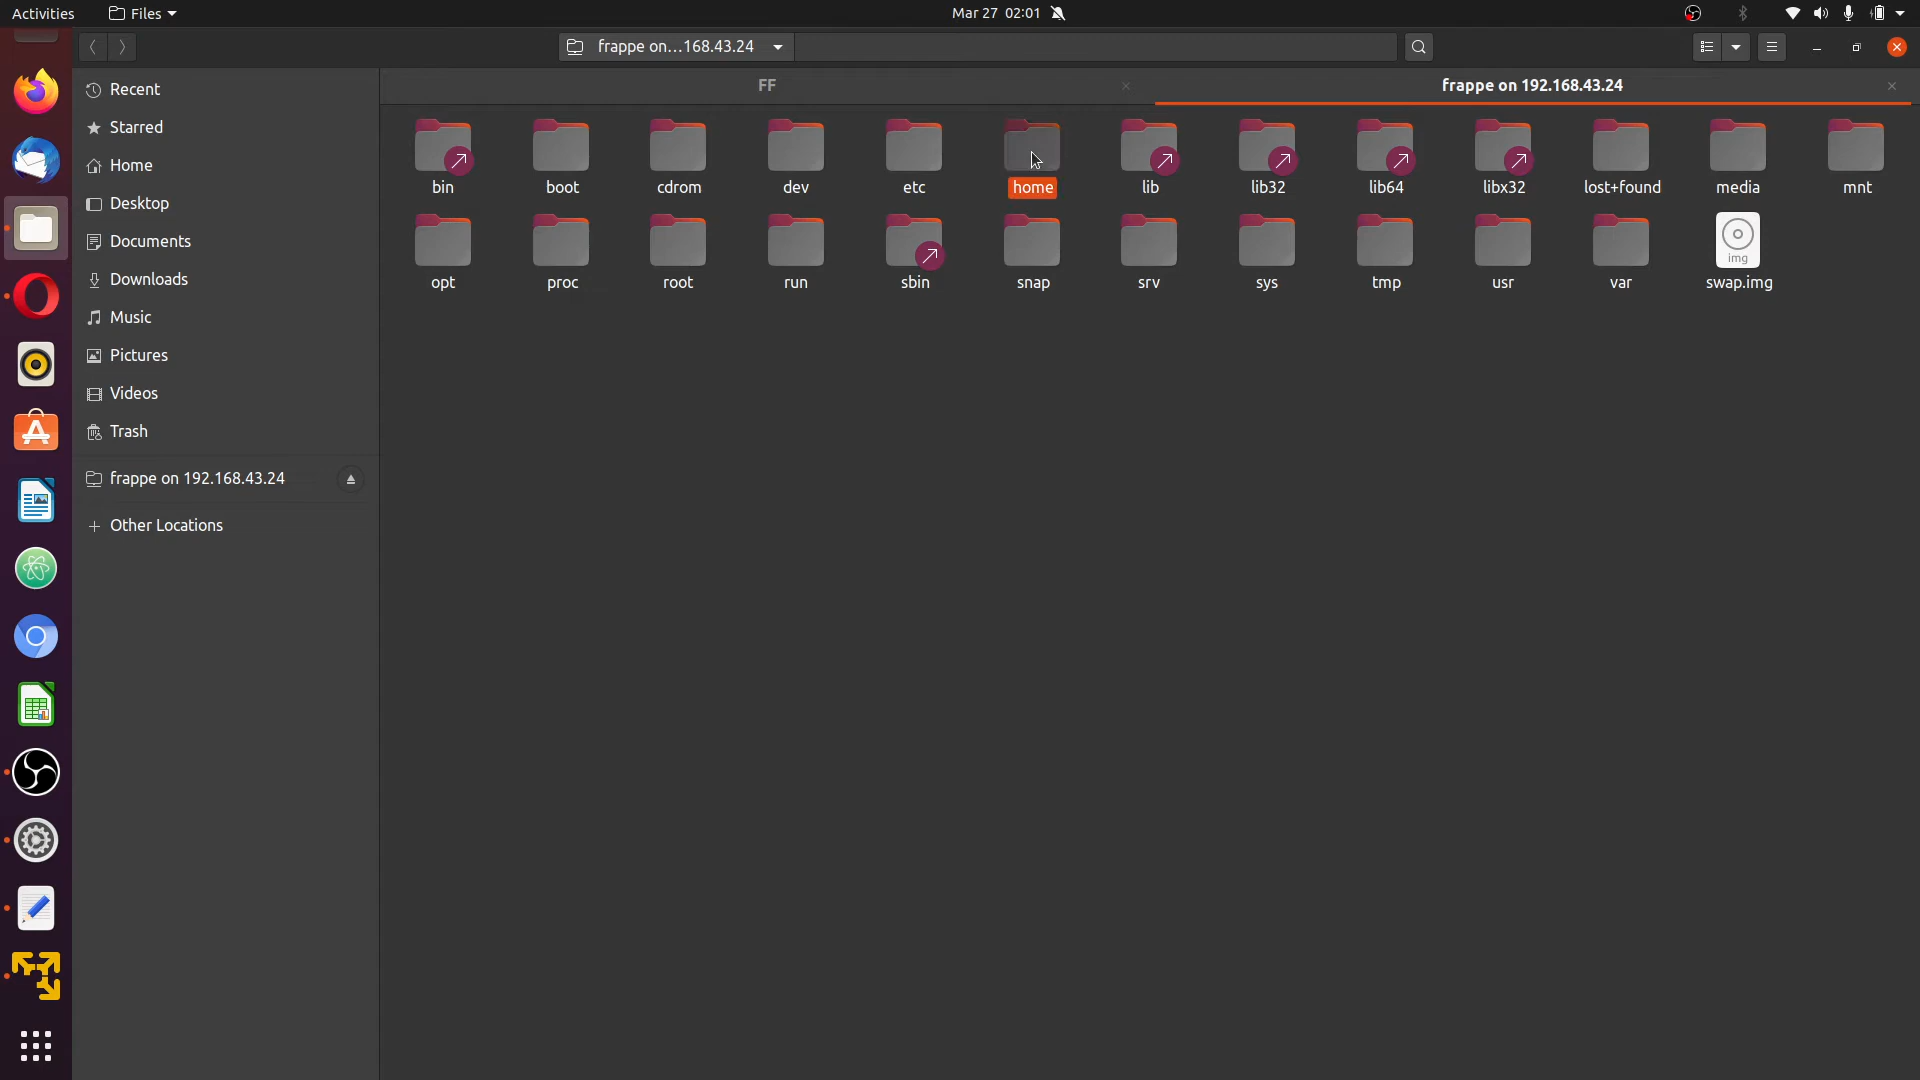 Activities Files Mar 27 02:01
frappe on...168.43.24
FF frappe on 192.168.43.24
Recent
Starred
Home
Desktop
Documents
Downloads
Music
Pictures
Videos
Trash
frappe on 192.168.43.24
Other Locations
bin boot cdrom dev etc home lib lib32 lib64 libx32 lost+found media mnt
img
opt proc root run sbin snap srv sys tmp usr var swap.img